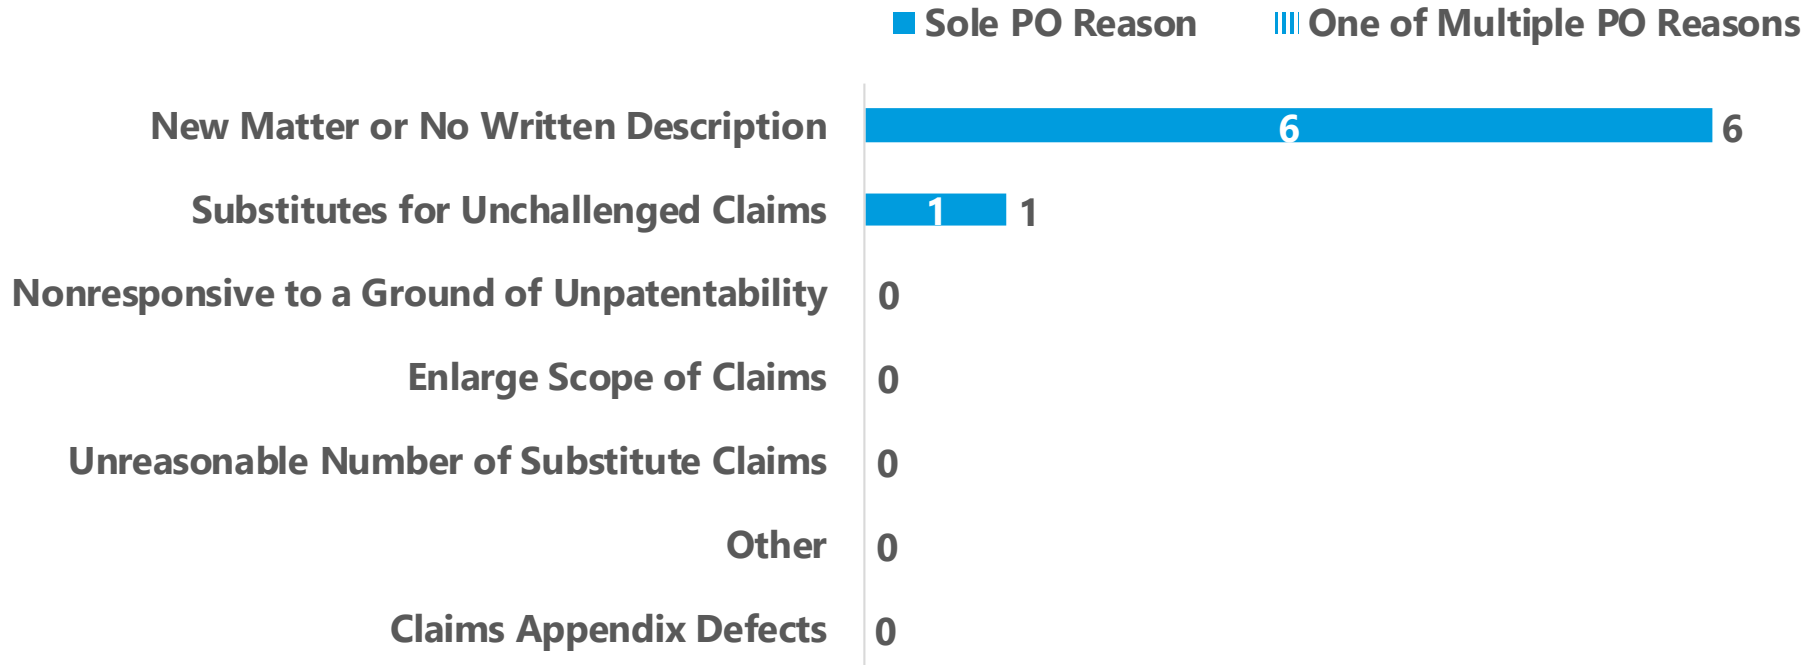 Sole PO Reason One of Multiple PO Reasons
New Matter or No Written Description 6 6
Substitutes for Unchallenged Claims 1 1
Nonresponsive to a Ground of Unpatentability 0
Enlarge Scope of Claims 0
Unreasonable Number of Substitute Claims 0
Other 0
Claims Appendix Defects 0